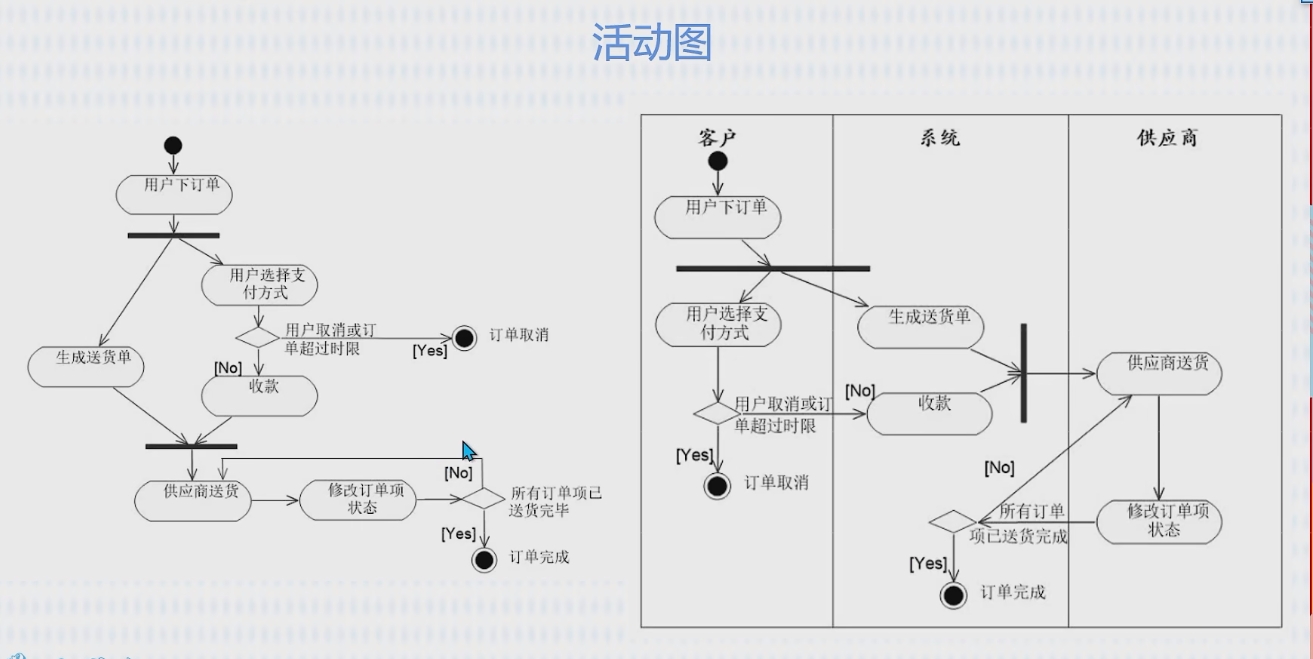 活动图
用户下订单
用户选择支
付方式
用户取消或订
单超过时限
[Yes]
订单取消
生成送货单
[No]
收款
供应商送货
修改订单项
状态
[No]
所有订单项已
送货完毕
[Yes]
订单完成
客户
系统
供应商
用户下订单
用户选择支
付方式
生成送货单
供应商送货
用户取消或订
单超过时限
[No]
收款
[Yes]
订单取消
[No]
所有订单
项已送货完成
修改订单项
状态
[Yes]
订单完成